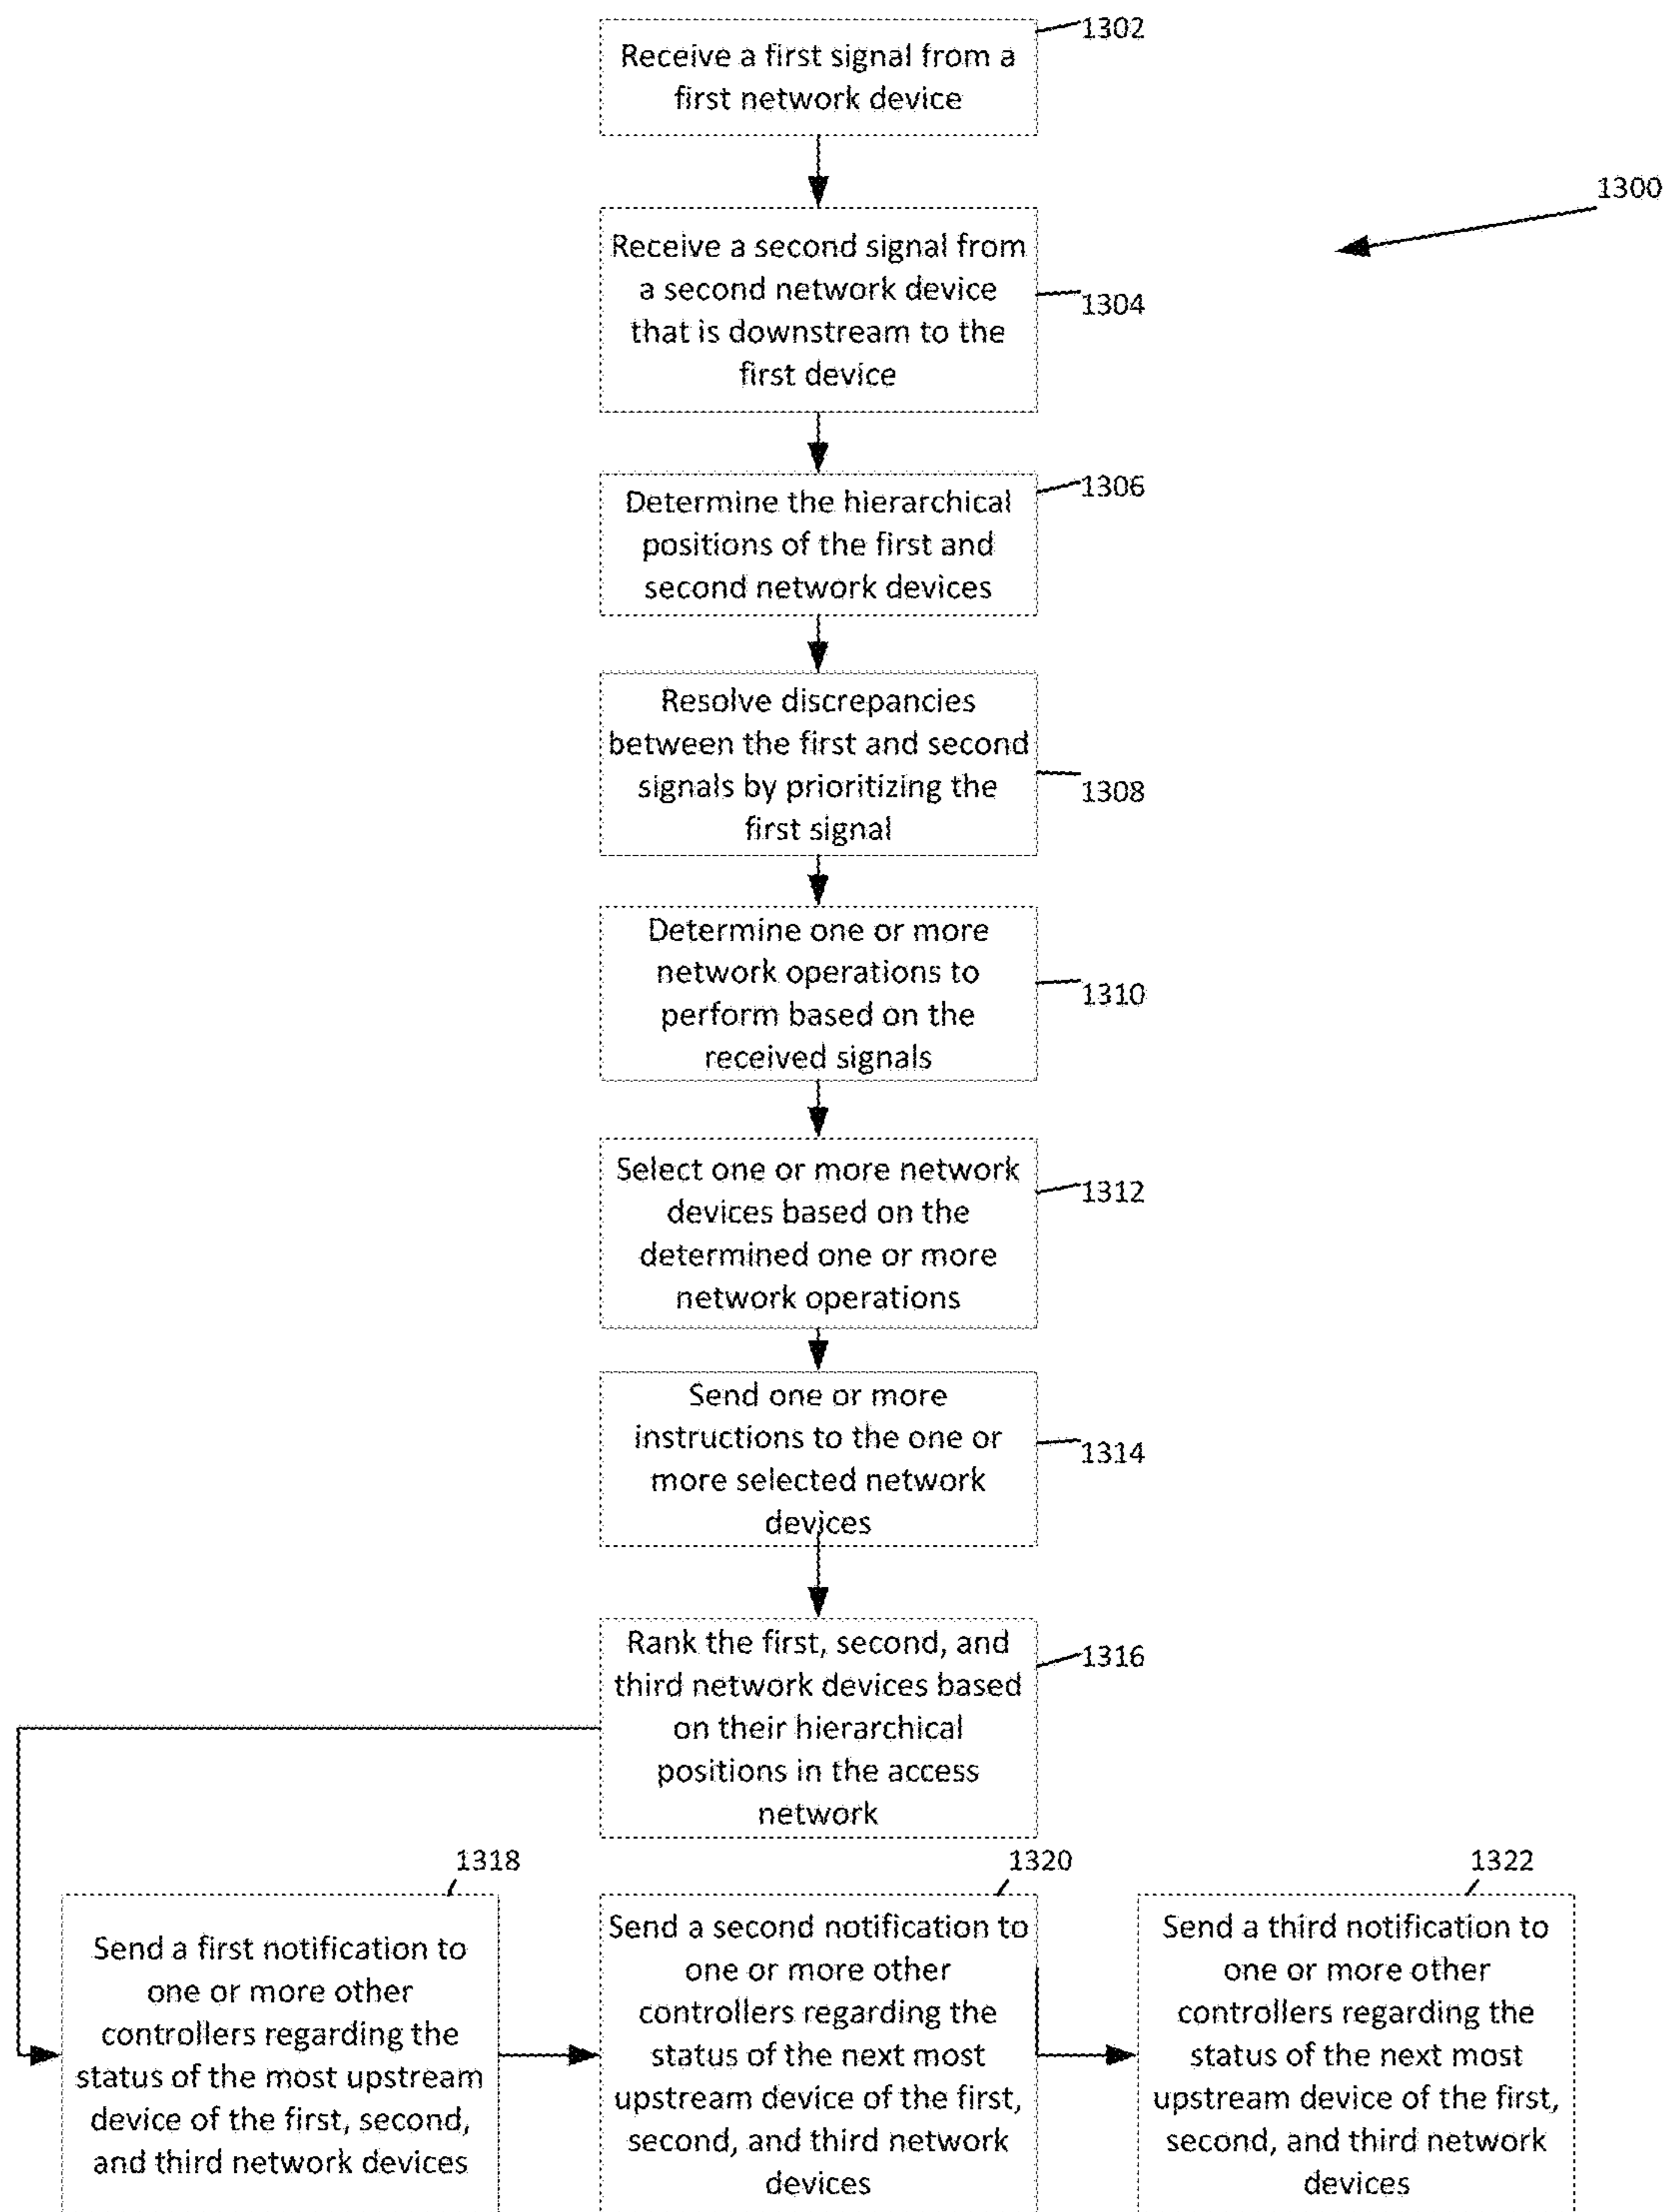 1302
Receive a first signal from a
first network device
1300
Receive a second signal from
a second network device
that is downstream to the
first device
1304
1306
Determine the hierarchical
positions of the first and
second network devices
Resolve discrepancies
between the first and second
signals by prioritizing the
first signal
1308
Determine one or more
network operations to
perform based on the
received signals
1310
Select one or more network
devices based on the
determined one or more
network operations
1312
Send one or more
instructions to the one or
more selected network
devices
1314
Rank the first, second, and
third network devices based
on their hierarchical
positions in the access
network
1316
1318
Send a first notification to
one or more other
controllers regarding the
status of the most upstream
device of the first, second,
and third network devices
1320
Send a second notification to
one or more other
controllers regarding the
status of the next most
upstream device of the first,
second, and third network
devices
1322
Send a third notification to
one or more other
controllers regarding the
status of the next most
upstream device of the first,
second, and third network
devices